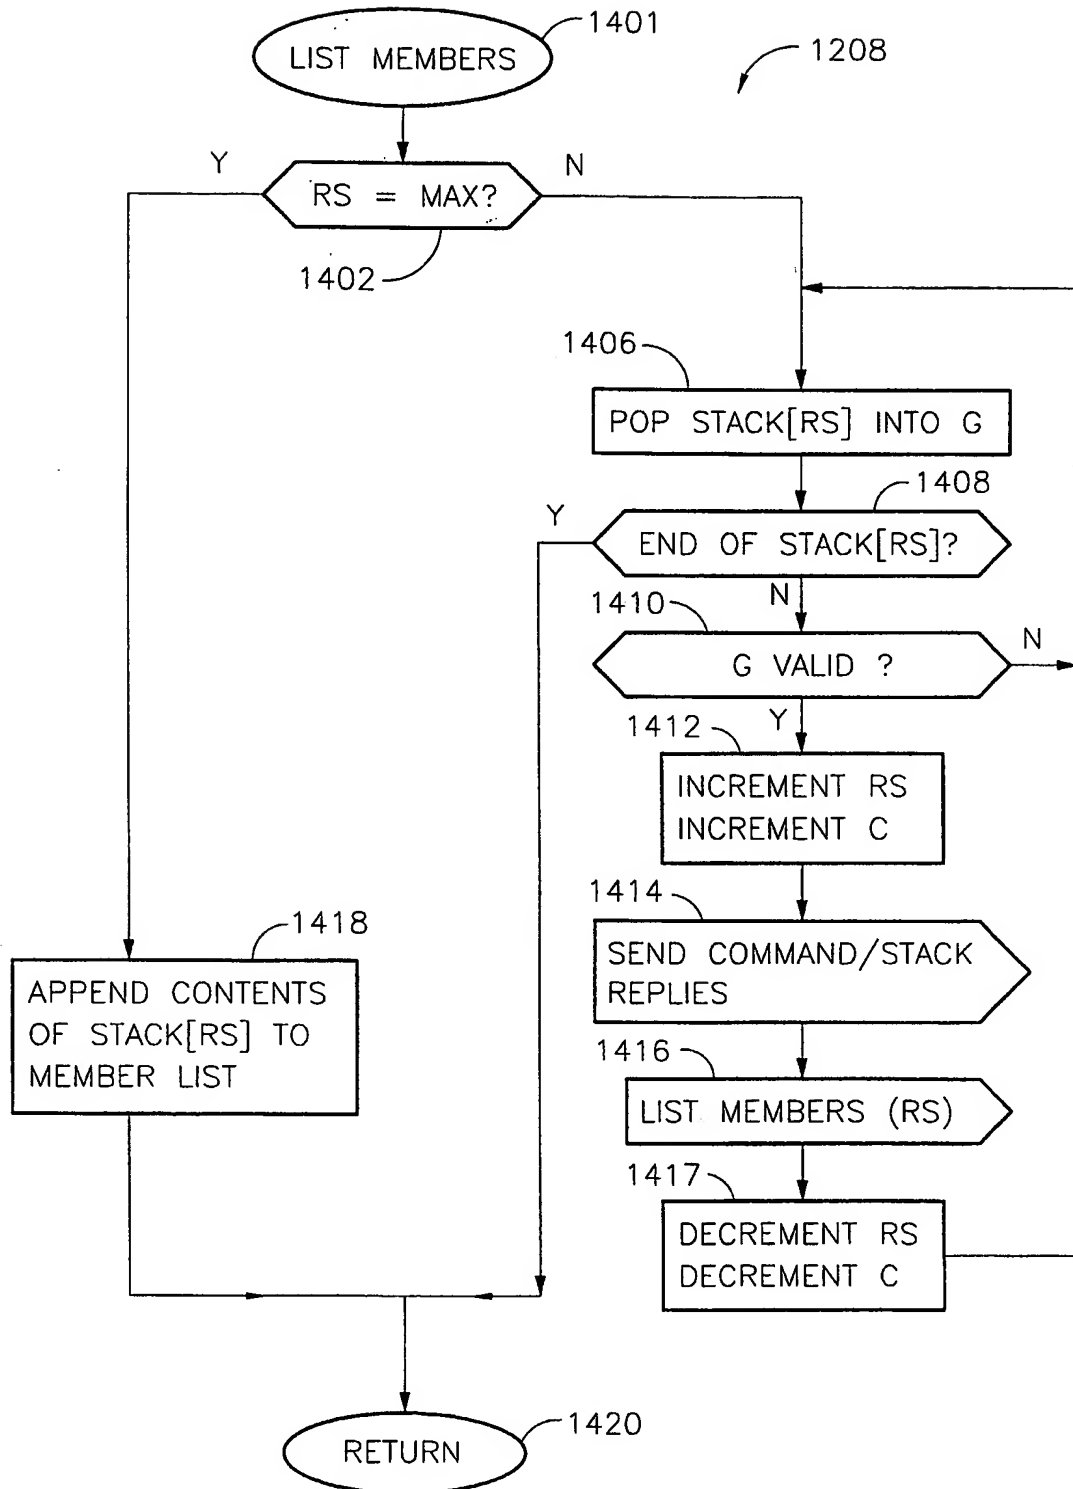 1401
LIST MEMBERS
1208
Y
N
RS = MAX?
1402
1406
POP STACK[RS] INTO G
1408
Y
END OF STACK[RS]?
N
1410
N
G VALID ?
Y
1412
INCREMENT RS
INCREMENT C
1414
SEND COMMAND/STACK
REPLIES
1418
APPEND CONTENTS
OF STACK[RS] TO
MEMBER LIST
1416
LIST MEMBERS (RS)
1417
DECREMENT RS
DECREMENT C
1420
RETURN